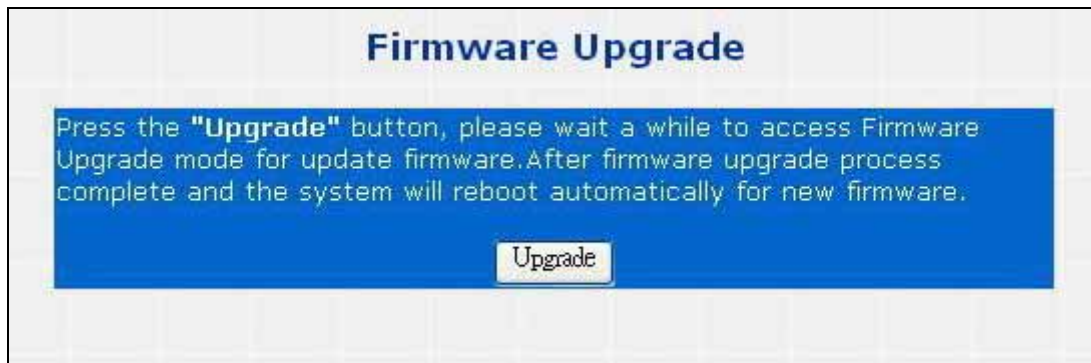 Firmware Upgrade
Press the "Upgrade" button, please wait a while to access Firmware
Upgrade mode for update firmware.After firmware upgrade process
complete and the system will reboot automatically for new firmware.
Upgrade